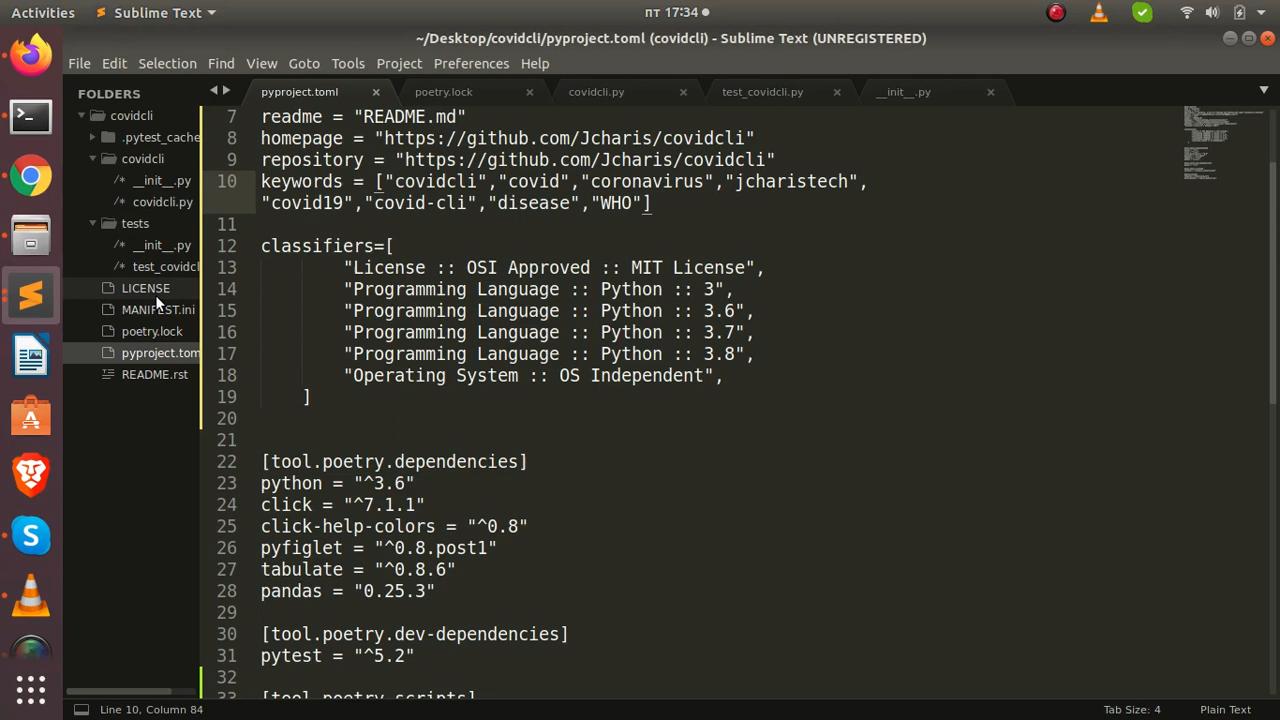 Activities
Sublime Text
пт 17:34
~/Desktop/covidcli/pyproject.toml (covidcli) - Sublime Text (UNREGISTERED)
File Edit Selection View Goto Tools Project Preferences Help
FOLDERS
covidcli
.pytest_cache
covidcli
__init__.py
covidcli.py
tests
__init__.py
test_covidcl
LICENSE
MANIFEST.ini
poetry.lock
pyproject.tom
README.rst
pyproject.toml
poetry.lock
covidcli.py
test_covidcli.py
__init__.py
7 readme = "README.md"
8 homepage = "https://github.com/Jcharis/covidcli"
9 repository = "https://github.com/Jcharis/covidcli"
10 keywords = ["covidcli","covid","coronavirus","jcharistech",
"covid19","covid-cli","disease","WHO"]
11
12 classifiers=[
13 "License :: OSI Approved :: MIT License",
14 "Programming Language :: Python :: 3",
15 "Programming Language :: Python :: 3.6",
16 "Programming Language :: Python :: 3.7",
17 "Programming Language :: Python :: 3.8",
18 "Operating System :: OS Independent",
19 ]
20
21
22 [tool.poetry.dependencies]
23 python = "^3.6"
24 click = "^7.1.1"
25 click-help-colors = "^0.8"
26 pyfiglet = "^0.8.post1"
27 tabulate = "^0.8.6"
28 pandas = "0.25.3"
29
30 [tool.poetry.dev-dependencies]
31 pytest = "^5.2"
32
33 [tool.poetry.scripts]
Line 10, Column 84
Tab Size: 4
Plain Text